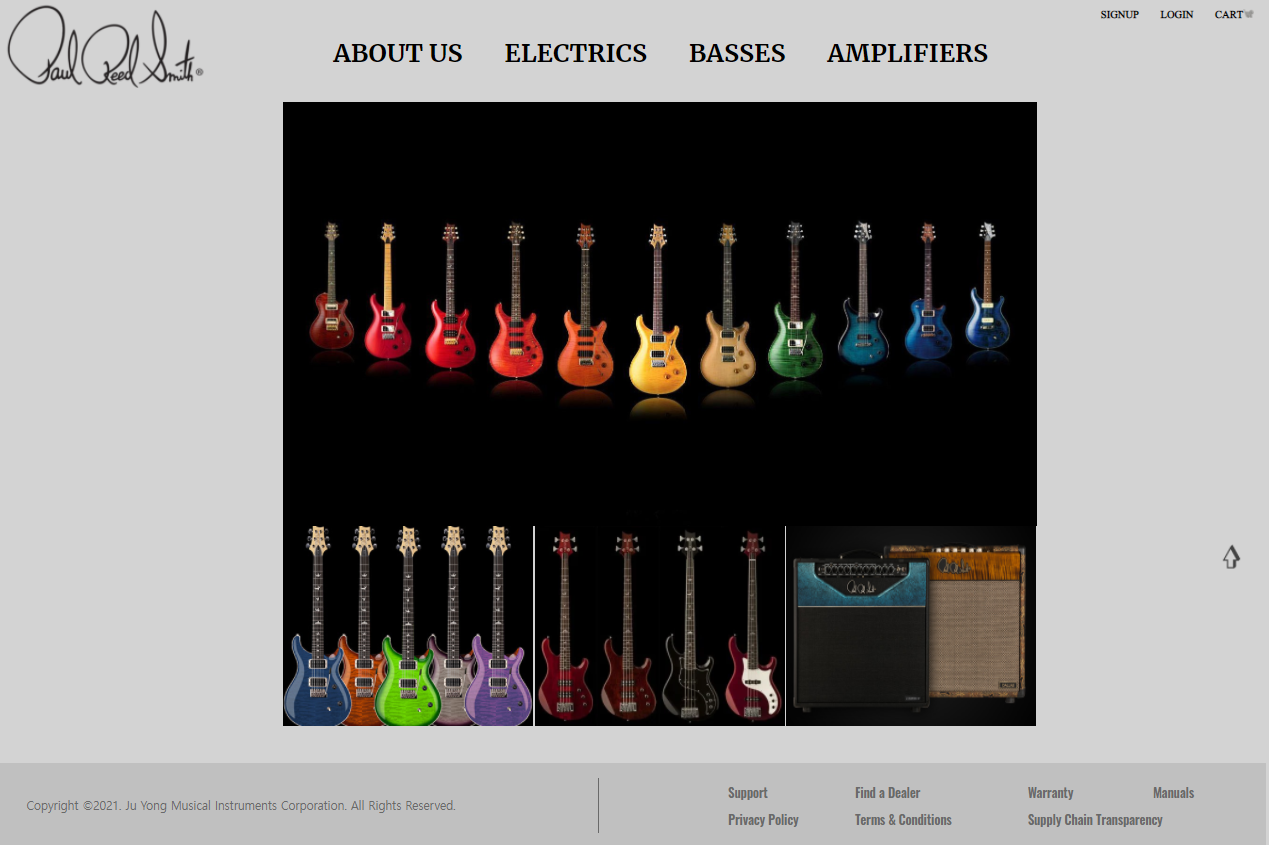 Paul Reed Smith®
SIGNUP LOGIN CART
ABOUT US ELECTRICS BASSES AMPLIFIERS
Copyright ©2021. Ju Yong Musical Instruments Corporation. All Rights Reserved.
Support Find a Dealer Warranty Manuals
Privacy Policy Terms & Conditions Supply Chain Transparency